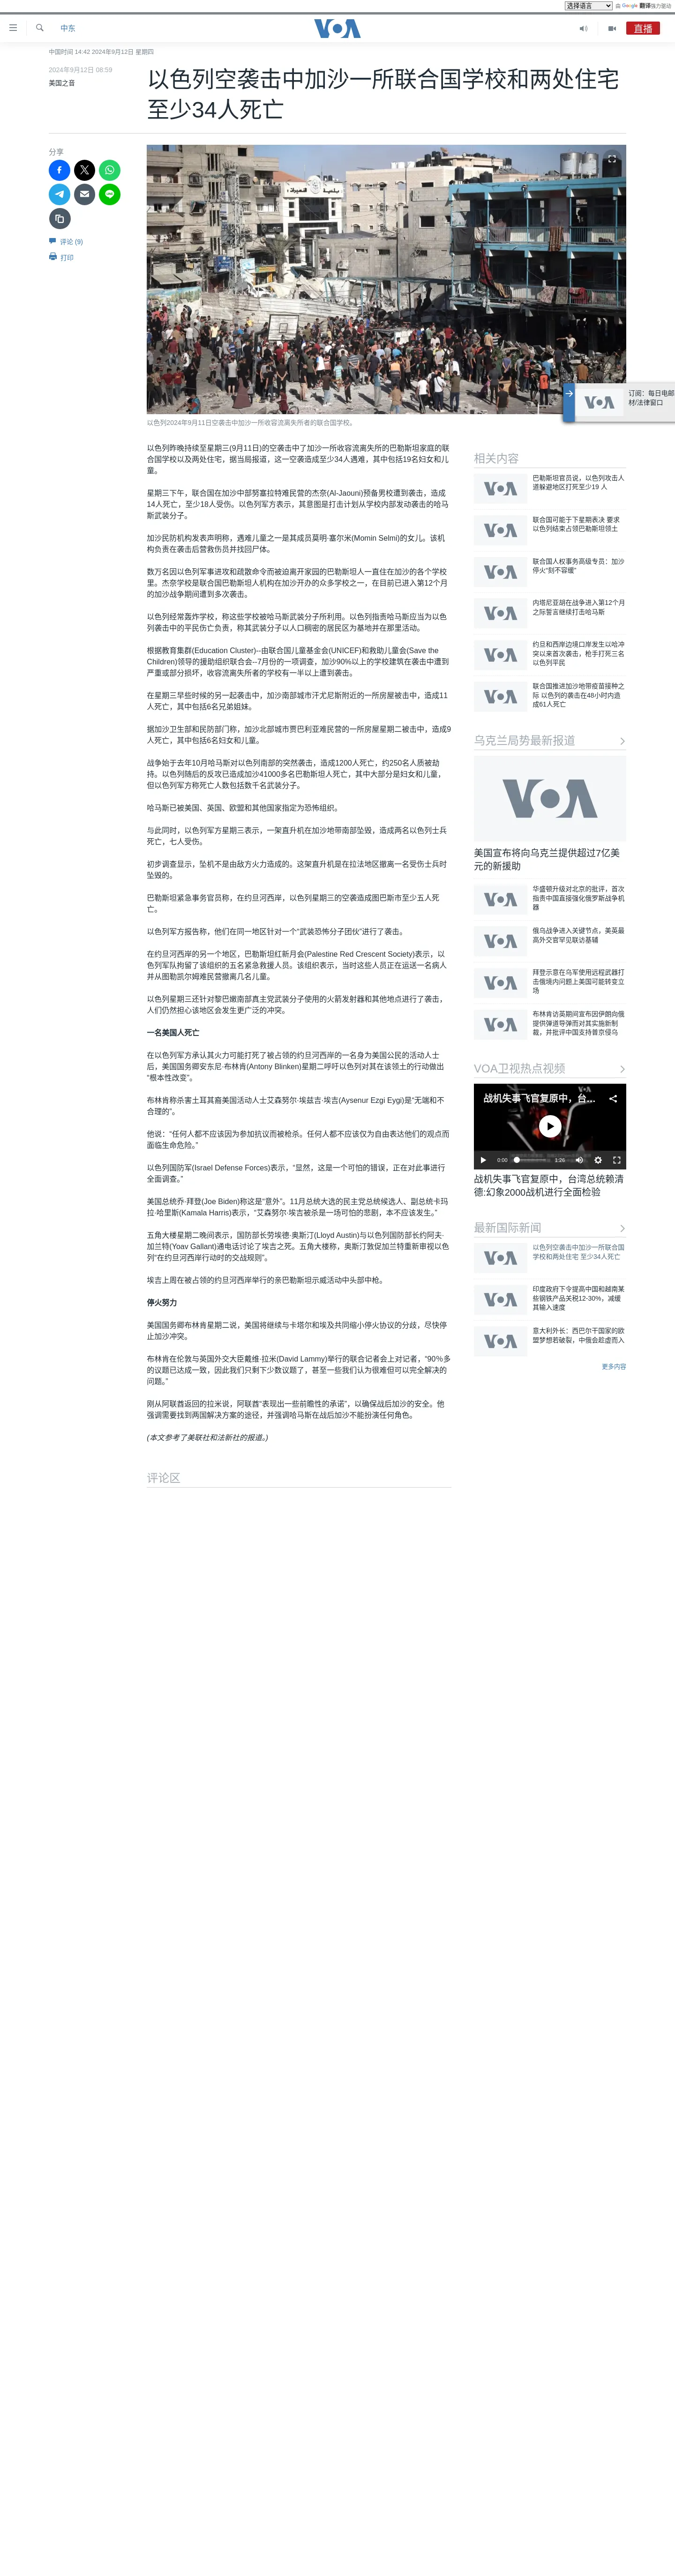 选择语言
由 Google 翻译强力驱动
中东
VOA
直播
中国时间 14:42 2024年9月12日 星期四
2024年9月12日 08:59
美国之音
以色列空袭击中加沙一所联合国学校和两处住宅
至少34人死亡
分享
评论 (9)
打印
以色列2024年9月11日空袭击中加沙一所收容流离失所者的联合国学校。
订阅：每日电邮
材/法律窗口
以色列昨晚持续至星期三(9月11日)的空袭击中了加沙一所收容流离失所的巴勒斯坦家庭的联
合国学校以及两处住宅，据当局报道，这一空袭造成至少34人遇难，其中包括19名妇女和儿
童。
星期三下午，联合国在加沙中部努塞拉特难民营的杰奈(Al-Jaouni)预备男校遭到袭击，造成
14人死亡，至少18人受伤。以色列军方表示，其意图是打击计划从学校内部发动袭击的哈马
斯武装分子。
加沙民防机构发表声明称，遇难儿童之一是其成员莫明·塞尔米(Momin Selmi)的女儿。该机
构负责在袭击后营救伤员并找回尸体。
数万名因以色列军事进攻和疏散命令而被迫离开家园的巴勒斯坦人一直住在加沙的各个学校
里。杰奈学校是联合国巴勒斯坦人机构在加沙开办的众多学校之一，在目前已进入第12个月
的加沙战争期间遭到多次袭击。
以色列经常轰炸学校，称这些学校被哈马斯武装分子所利用。以色列指责哈马斯应当为以色
列袭击中的平民伤亡负责，称其武装分子以人口稠密的居民区为基地并在那里活动。
根据教育集群(Education Cluster)--由联合国儿童基金会(UNICEF)和救助儿童会(Save the
Children)领导的援助组织联合会--7月份的一项调查，加沙90%以上的学校建筑在袭击中遭到
严重或部分损坏，收容流离失所者的学校有一半以上遭到袭击。
在星期三早些时候的另一起袭击中，加沙南部城市汗尤尼斯附近的一所房屋被击中，造成11
人死亡，其中包括6名兄弟姐妹。
据加沙卫生部和民防部门称，加沙北部城市贾巴利亚难民营的一所房屋星期二被击中，造成9
人死亡，其中包括6名妇女和儿童。
战争始于去年10月哈马斯对以色列南部的突然袭击，造成1200人死亡，约250名人质被劫
持。以色列随后的反攻已造成加沙41000多名巴勒斯坦人死亡，其中大部分是妇女和儿童，
但以色列军方称死亡人数包括数千名武装分子。
哈马斯已被美国、英国、欧盟和其他国家指定为恐怖组织。
与此同时，以色列军方星期三表示，一架直升机在加沙地带南部坠毁，造成两名以色列士兵
死亡，七人受伤。
初步调查显示，坠机不是由敌方火力造成的。这架直升机是在拉法地区撤离一名受伤士兵时
坠毁的。
巴勒斯坦紧急事务官员称，在约旦河西岸，以色列星期三的空袭造成图巴斯市至少五人死
亡。
以色列军方报告称，他们在同一地区针对一个“武装恐怖分子团伙”进行了袭击。
在约旦河西岸的另一个地区，巴勒斯坦红新月会(Palestine Red Crescent Society)表示，以
色列军队拘留了该组织的五名紧急救援人员。该组织表示，当时这些人员正在运送一名病人
并从图勒凯尔姆难民营撤离几名儿童。
以色列星期三还针对黎巴嫩南部真主党武装分子使用的火箭发射器和其他地点进行了袭击，
人们仍然担心该地区会发生更广泛的冲突。
一名美国人死亡
在以色列军方承认其火力可能打死了被占领的约旦河西岸的一名身为美国公民的活动人士
后，美国国务卿安东尼·布林肯(Antony Blinken)星期二呼吁以色列对其在该领土的行动做出
“根本性改变”。
布林肯称杀害土耳其裔美国活动人士艾森努尔·埃兹吉·埃吉(Aysenur Ezgi Eygi)是“无端和不
合理的”。
他说：“任何人都不应该因为参加抗议而被枪杀。任何人都不应该仅为自由表达他们的观点而
面临生命危险。”
以色列国防军(Israel Defense Forces)表示，“显然，这是一个可怕的错误，正在对此事进行
全面调查。”
美国总统乔·拜登(Joe Biden)称这是“意外”。11月总统大选的民主党总统候选人、副总统卡玛
拉·哈里斯(Kamala Harris)表示，“艾森努尔·埃吉被杀是一场可怕的悲剧，本不应该发生。”
五角大楼星期二晚间表示，国防部长劳埃德·奥斯汀(Lloyd Austin)与以色列国防部长约阿夫·
加兰特(Yoav Gallant)通电话讨论了埃吉之死。五角大楼称，奥斯汀敦促加兰特重新审视以色
列“在约旦河西岸行动时的交战规则”。
埃吉上周在被占领的约旦河西岸举行的亲巴勒斯坦示威活动中头部中枪。
停火努力
美国国务卿布林肯星期二说，美国将继续与卡塔尔和埃及共同缩小停火协议的分歧，尽快停
止加沙冲突。
布林肯在伦敦与英国外交大臣戴维·拉米(David Lammy)举行的联合记者会上对记者，“90％多
的议题已达成一致，因此我们只剩下少数议题了，甚至一些我们认为很难但可以完全解决的
问题。”
刚从阿联酋返回的拉米说，阿联酋“表现出一些前瞻性的承诺”，以确保战后加沙的安全。他
强调需要找到两国解决方案的途径，并强调哈马斯在战后加沙不能扮演任何角色。
(本文参考了美联社和法新社的报道。)
评论区
相关内容
巴勒斯坦官员说，以色列攻击人
道躲避地区打死至少19 人
联合国可能于下星期表决 要求
以色列结束占领巴勒斯坦领土
联合国人权事务高级专员：加沙
停火“刻不容缓”
内塔尼亚胡在战争进入第12个月
之际誓言继续打击哈马斯
约旦和西岸边境口岸发生以哈冲
突以来首次袭击，枪手打死三名
以色列平民
联合国推进加沙地带疫苗接种之
际 以色列的袭击在48小时内造
成61人死亡
乌克兰局势最新报道
美国宣布将向乌克兰提供超过7亿美
元的新援助
华盛顿升级对北京的批评，首次
指责中国直接强化俄罗斯战争机
器
俄乌战争进入关键节点，美英最
高外交官罕见联访基辅
拜登示意在乌军使用远程武器打
击俄境内问题上美国可能转变立
场
布林肯访英期间宣布因伊朗向俄
提供弹道导弹而对其实施新制
裁，并批评中国支持普京侵乌
VOA卫视热点视频
战机失事飞官复原中，台…
0:00
1:26
战机失事飞官复原中，台湾总统赖清
德:幻象2000战机进行全面检验
最新国际新闻
以色列空袭击中加沙一所联合国
学校和两处住宅 至少34人死亡
印度政府下令提高中国和越南某
些钢铁产品关税12-30%，减缓
其输入速度
意大利外长：西巴尔干国家的欧
盟梦想若破裂，中俄会趁虚而入
更多内容